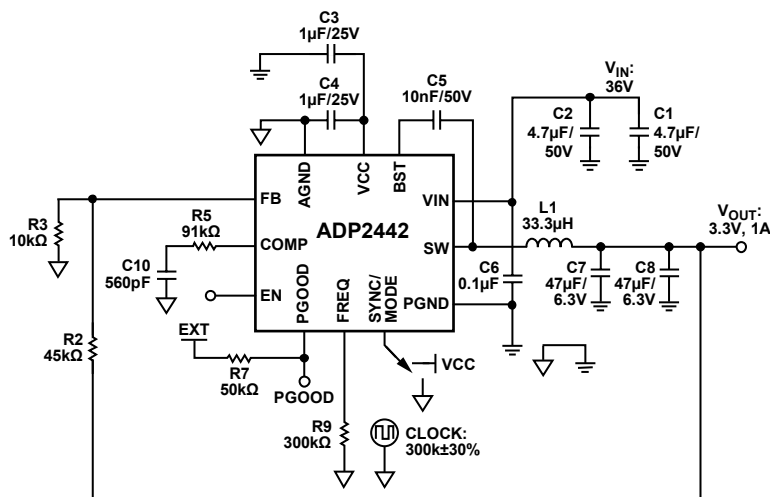 C3
1µF/25V
C4
1µF/25V
C5
10nF/50V
V_IN:
36V
C2
4.7µF/
50V
C1
4.7µF/
50V
AGND
VCC
BST
FB
VIN
ADP2442
R3
10kΩ
R5
91kΩ
COMP
SW
L1
33.3µH
V_OUT:
3.3V, 1A
C10
560pF
EN
PGOOD
FREQ
SYNC/
MODE
PGND
C6
0.1µF
C7
47µF/
6.3V
C8
47µF/
6.3V
R2
45kΩ
EXT
R7
50kΩ
PGOOD
VCC
R9
300kΩ
CLOCK:
300k±30%